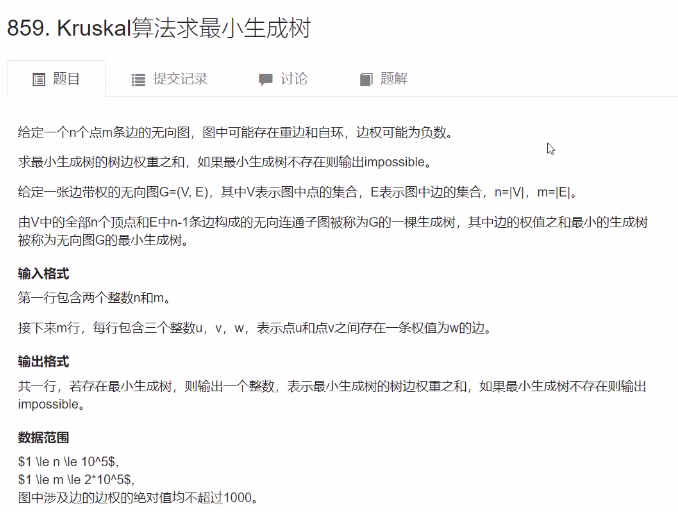 859. Kruskal算法求最小生成树
题目 提交记录 讨论 题解
给定一个n个点m条边的无向图，图中可能存在重边和自环，边权可能为负数。
求最小生成树的树边权重之和，如果最小生成树不存在则输出impossible。
给定一张边带权的无向图G=(V, E)，其中V表示图中点的集合，E表示图中边的集合，n=|V|，m=|E|。
由V中的全部n个顶点和E中n-1条边构成的无向连通子图被称为G的一棵生成树，其中边的权值之和最小的生成树
被称为无向图G的最小生成树。
输入格式
第一行包含两个整数n和m。
接下来m行，每行包含三个整数u，v，w，表示点u和点v之间存在一条权值为w的边。
输出格式
共一行，若存在最小生成树，则输出一个整数，表示最小生成树的树边权重之和，如果最小生成树不存在则输出
impossible。
数据范围
$1 \le n \le 10^5$,
$1 \le m \le 2*10^5$,
图中涉及边的边权的绝对值均不超过1000。